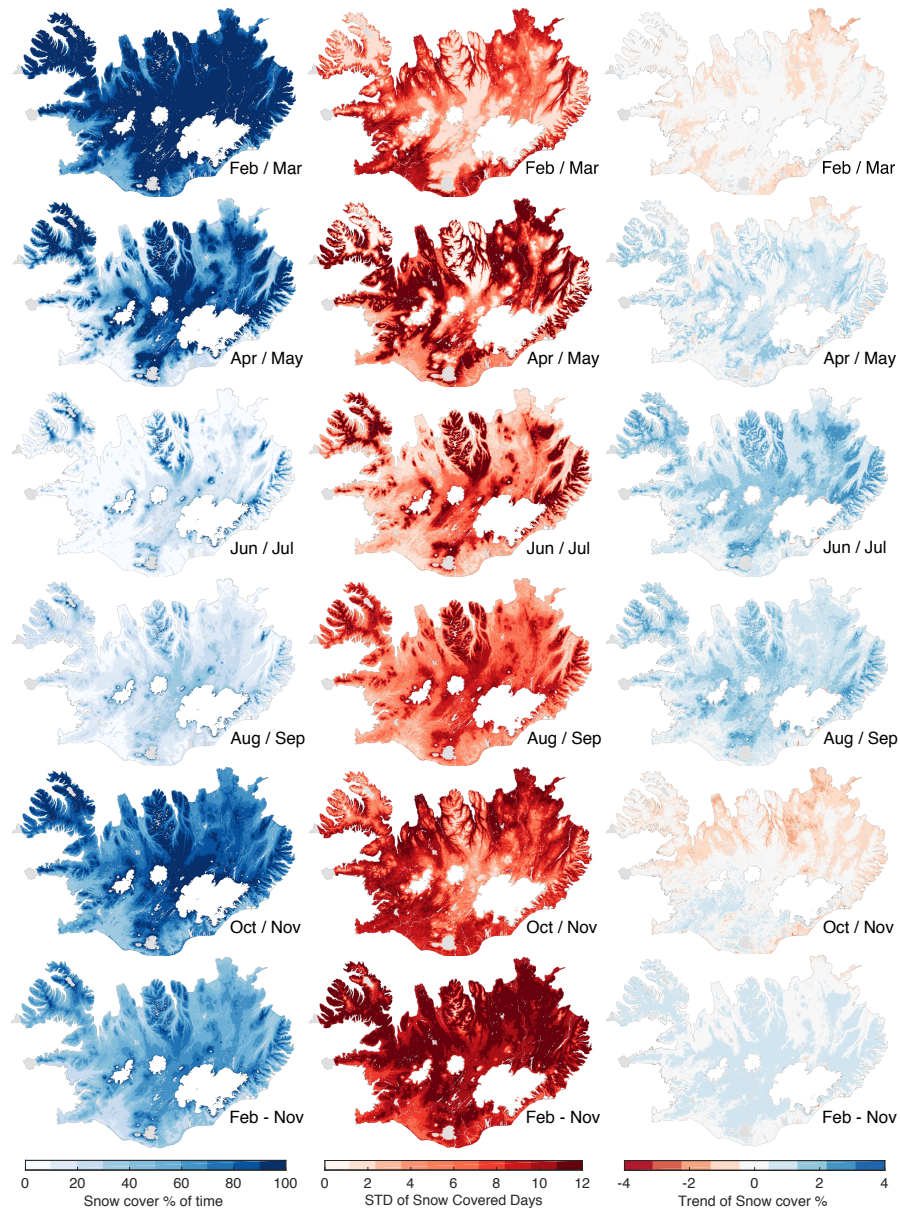 Feb / Mar Feb / Mar Feb / Mar
Apr / May Apr / May Apr / May
Jun / Jul Jun / Jul Jun / Jul
Aug / Sep Aug / Sep Aug / Sep
Oct / Nov Oct / Nov Oct / Nov
Feb - Nov Feb - Nov Feb - Nov
0 20 40 60 80 100 0 2 4 6 8 10 12 -4 -2 0 2 4
Snow cover % of time STD of Snow Covered Days Trend of Snow cover %